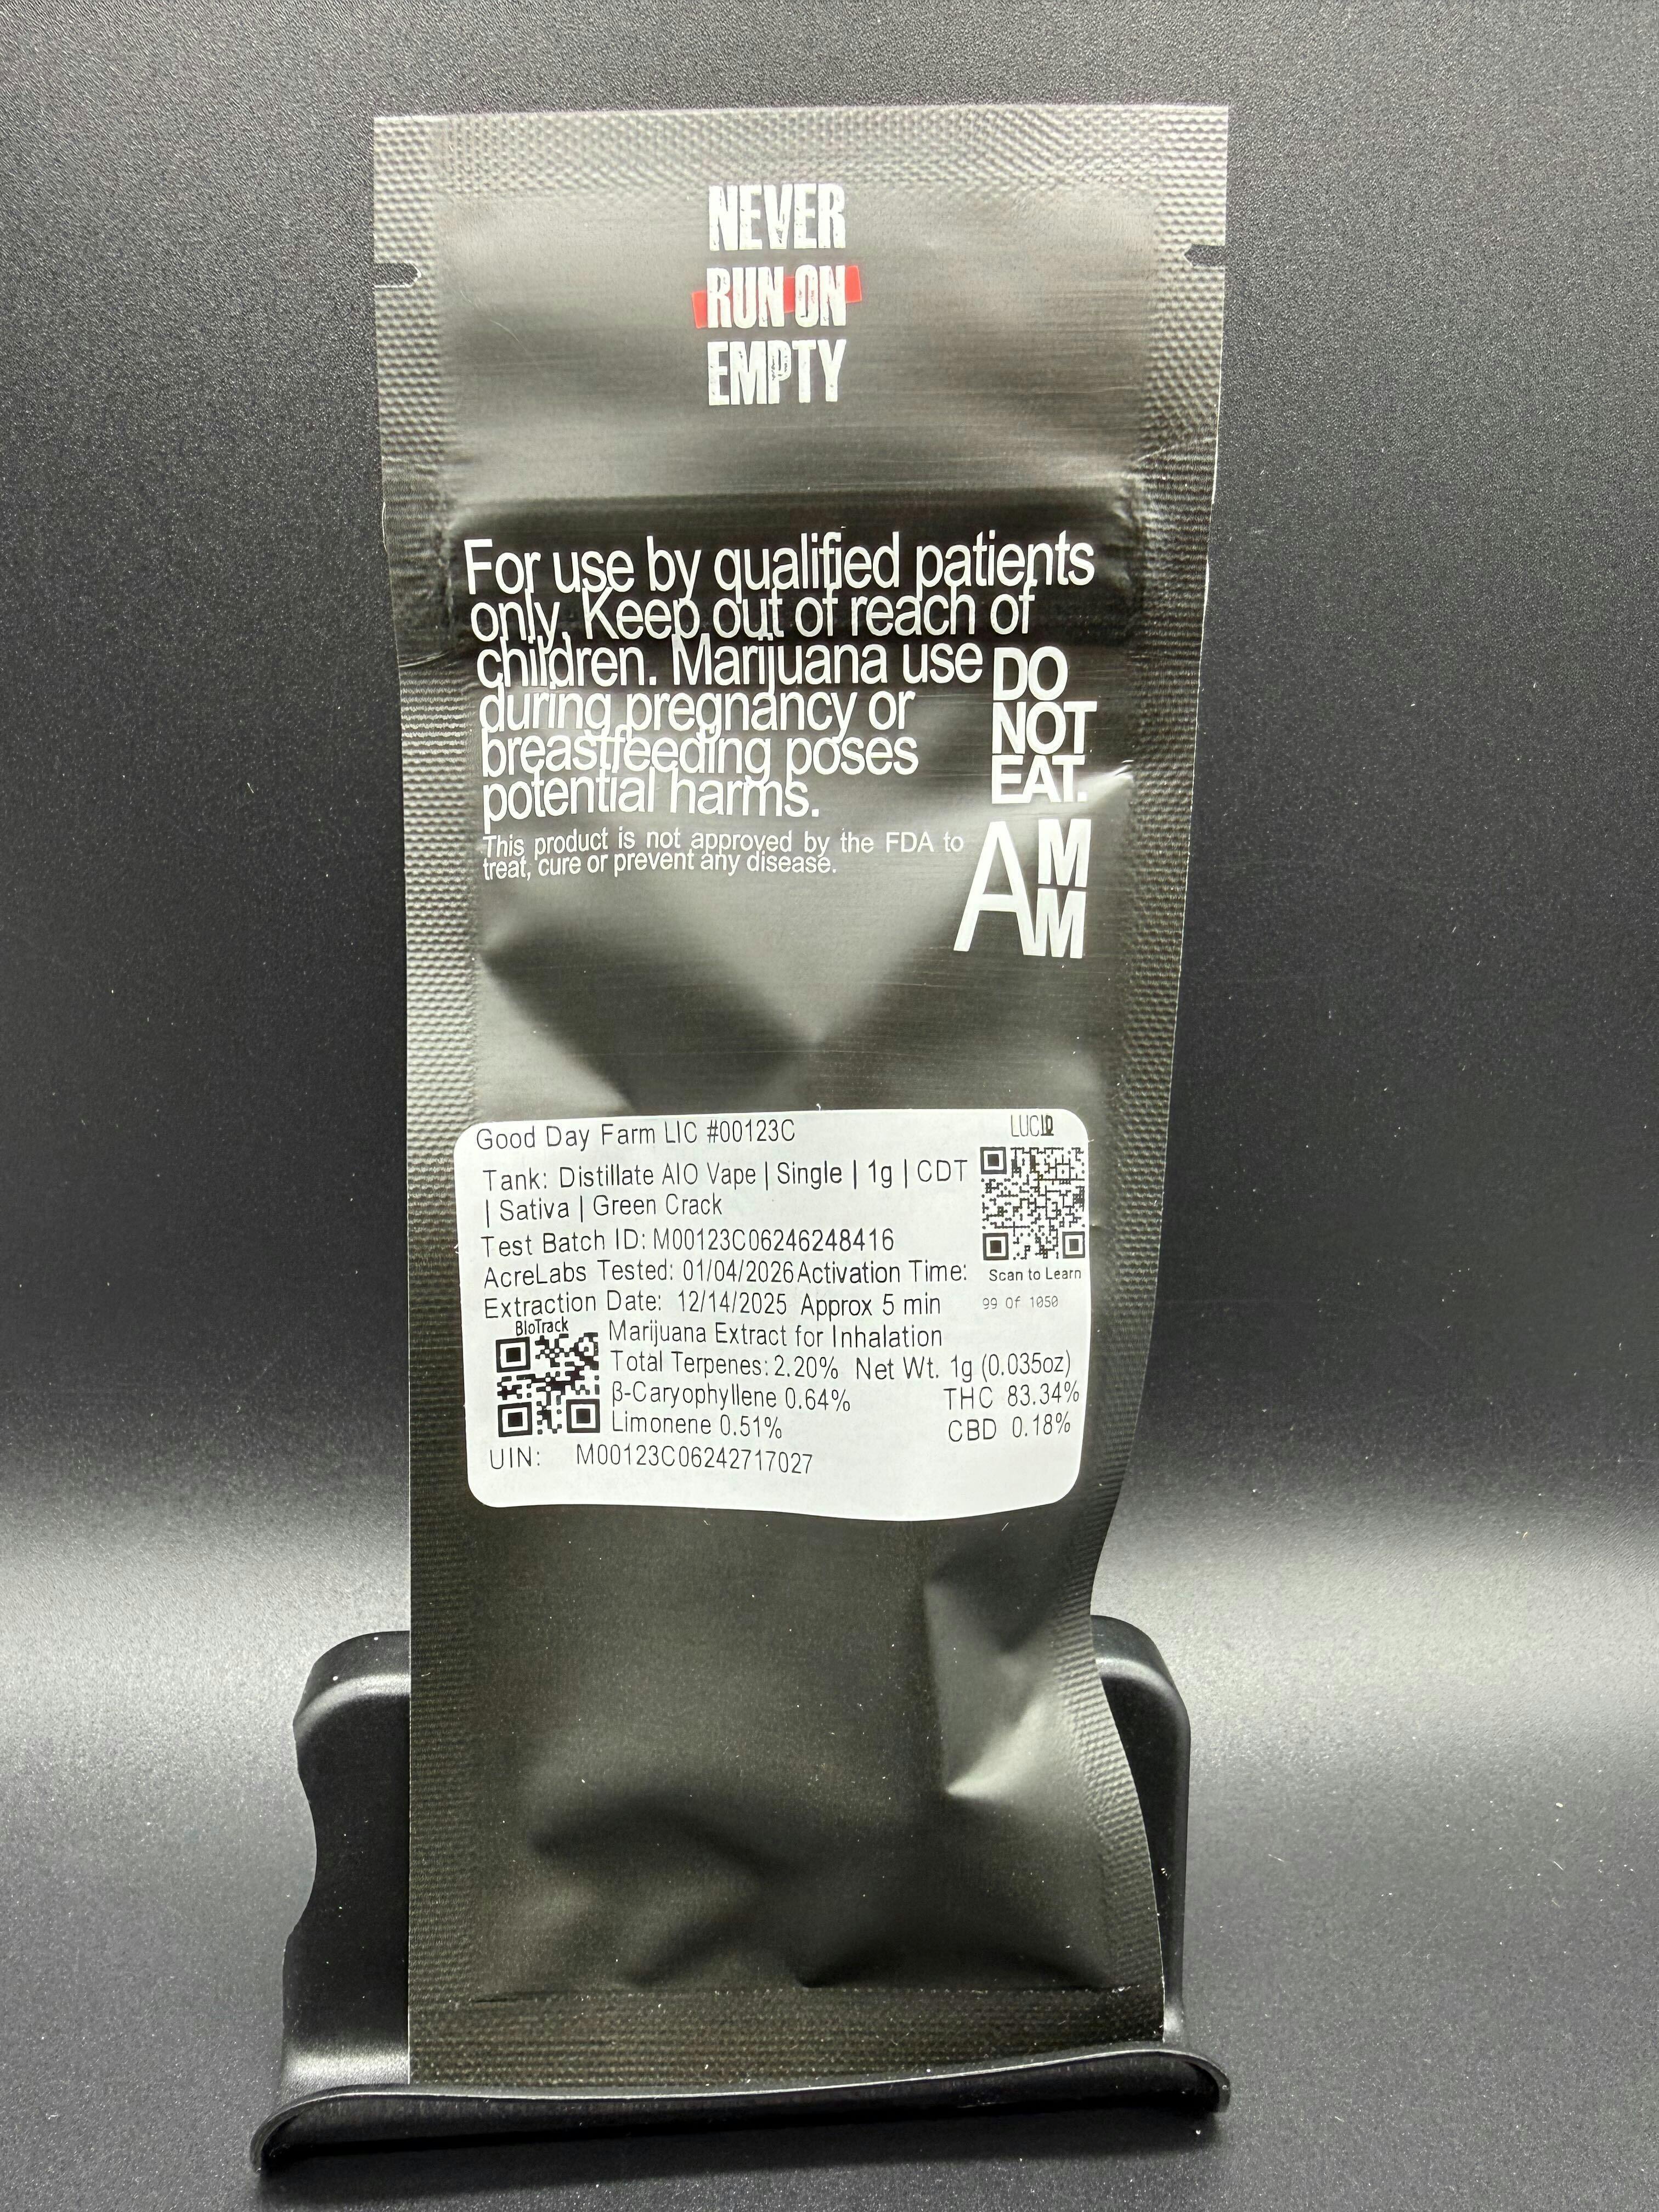 NEVER
RUN ON
EMPTY
For use by qualified patients
only. Keep out of reach of
children. Marijuana use
during pregnancy or
breastfeeding poses
potential harms.
This product is not approved by the FDA to
treat, cure or prevent any disease.
DO
NOT
EAT.
A M
M
Good Day Farm LIC #00123C
LUCID
Tank: Distillate AIO Vape | Single | 1g | CDT
| Sativa | Green Crack
Test Batch ID: M00123C06246248416
AcreLabs Tested: 01/04/2026 Activation Time:
Scan to Learn
Extraction Date: 12/14/2025 Approx 5 min
99 Of 1050
BioTrack
Marijuana Extract for Inhalation
Total Terpenes: 2.20% Net Wt. 1g (0.035oz)
β-Caryophyllene 0.64% THC 83.34%
Limonene 0.51% CBD 0.18%
UIN: M00123C06242717027